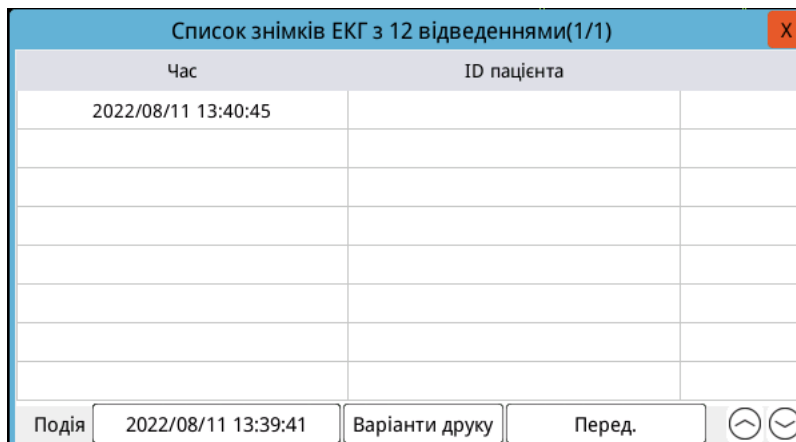 Список знімків ЕКГ з 12 відведеннями(1/1) X
Час ID пацієнта
2022/08/11 13:40:45
Подія 2022/08/11 13:39:41 Варіанти друку Перед.